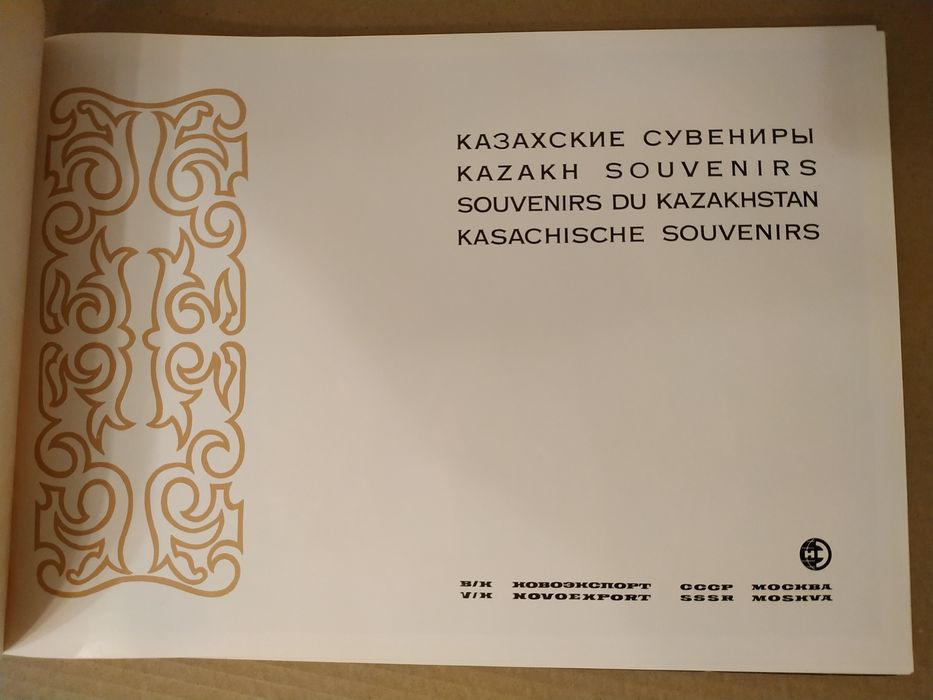 КАЗАХСКИЕ СУВЕНИРЫ
KAZAKH SOUVENIRS
SOUVENIRS DU KAZAKHSTAN
KASACHISCHE SOUVENIRS
В/К НОВОЭКСПОРТ СССР МОСКВА
V/K NOVOEXPORT SSSR MOSKVA